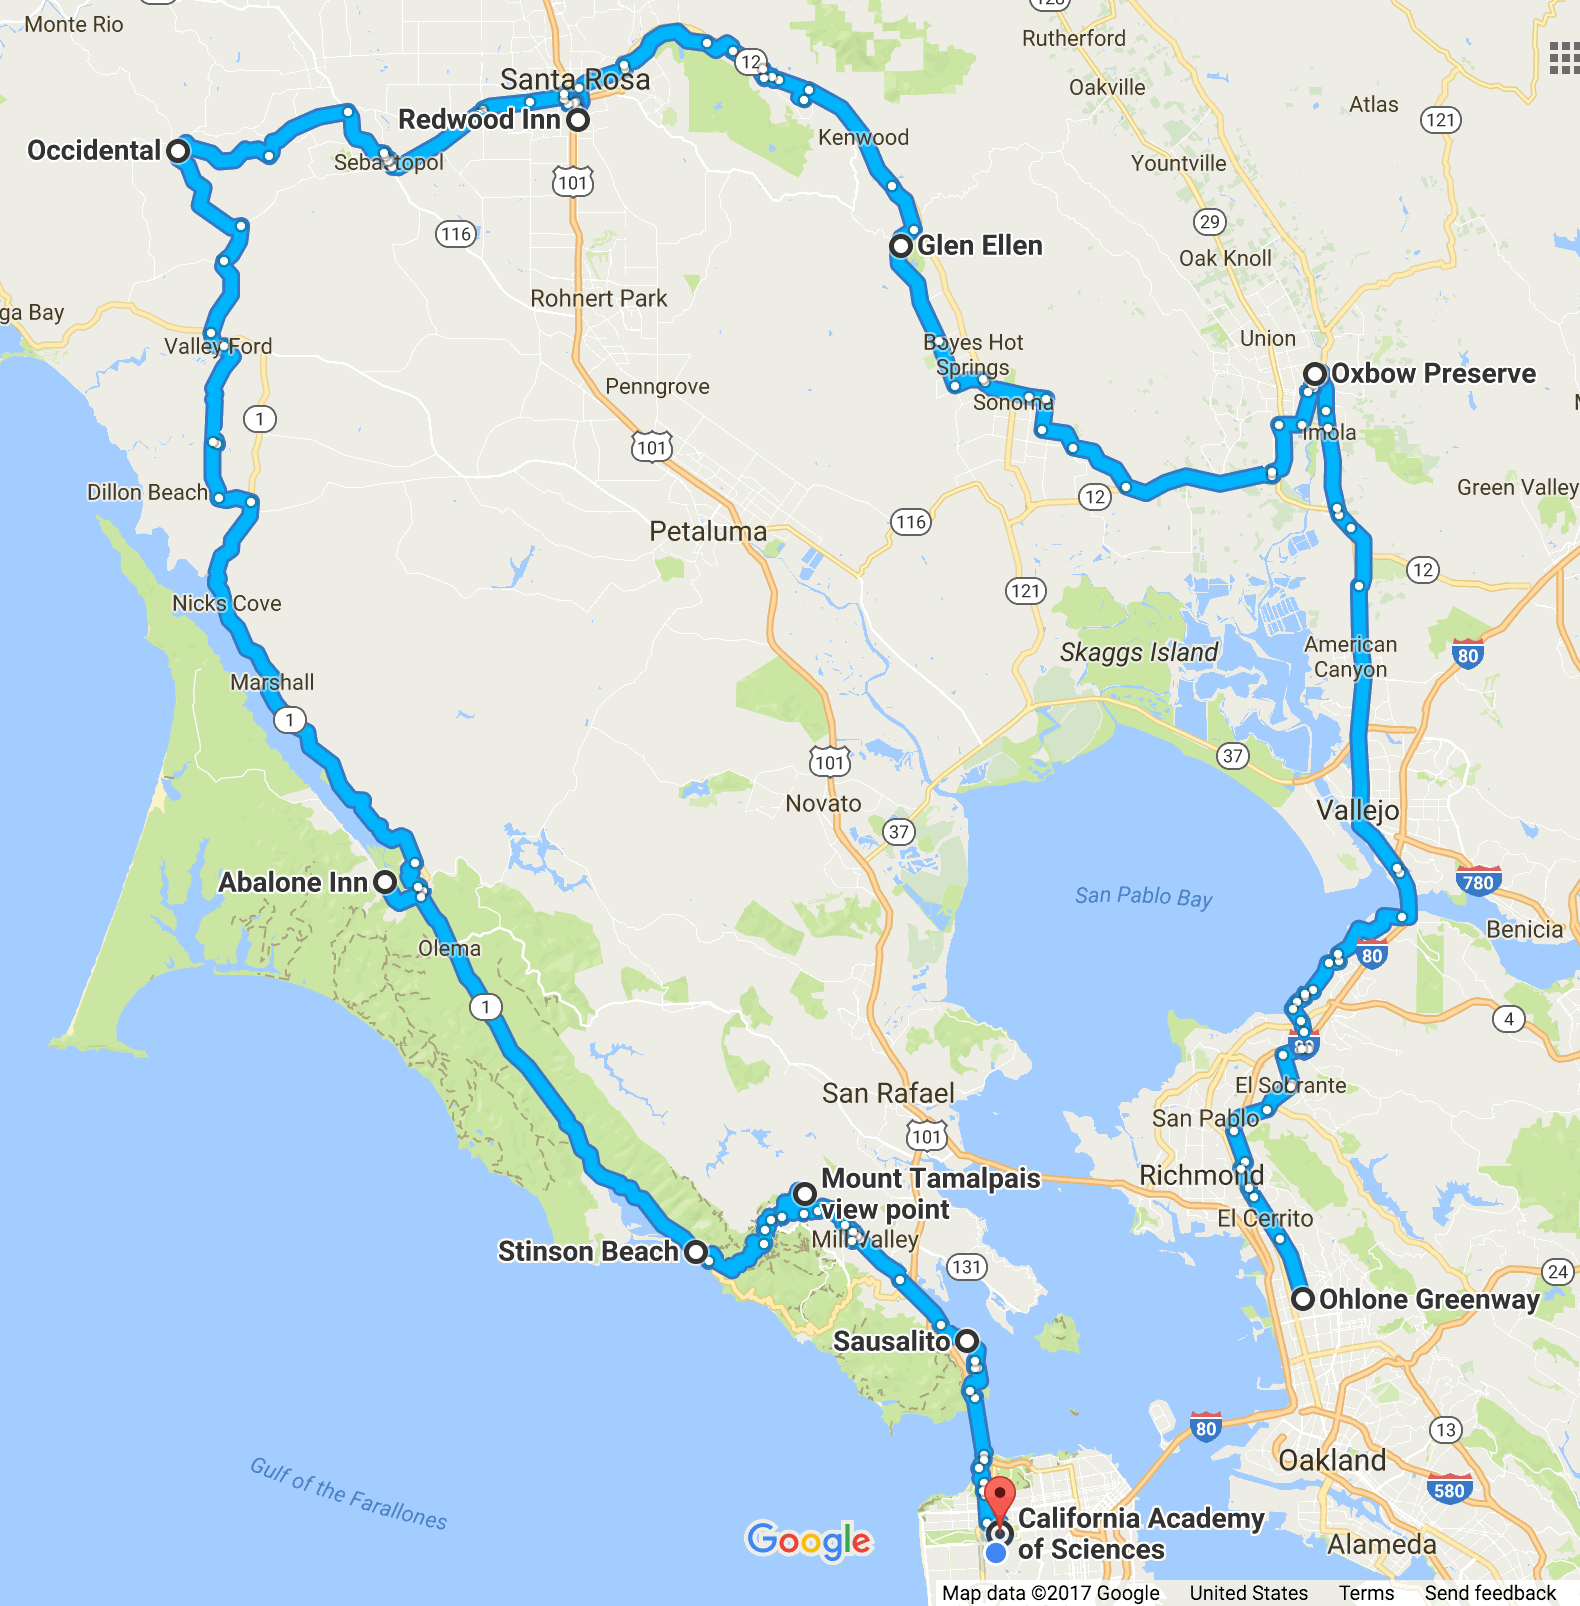 Monte Rio
128
Rutherford
12
Santa Rosa
Oakville
Atlas
121
Redwood Inn
Kenwood
Occidental
Sebastopol
Yountville
101
29
116
Glen Ellen
Oak Knoll
Rohnert Park
ga Bay
Union
Valley Ford
Boyes Hot
Springs
Oxbow Preserve
Penngrove
Sonoma
1
Imola
101
Dillon Beach
12
Green Valley
116
Petaluma
12
121
Nicks Cove
Skaggs Island
American
Canyon
80
Marshall
1
101
37
Novato
Vallejo
37
Abalone Inn
780
San Pablo Bay
Benicia
Olema
80
1
4
80
El Sobrante
San Rafael
San Pablo
101
Richmond
Mount Tamalpais
view point
El Cerrito
Mill Valley
Stinson Beach
131
24
Ohlone Greenway
Sausalito
80
13
Oakland
Gulf of the Farallones
580
California Academy
of Sciences
Google
Alameda
Map data ©2017 Google United States Terms Send feedback